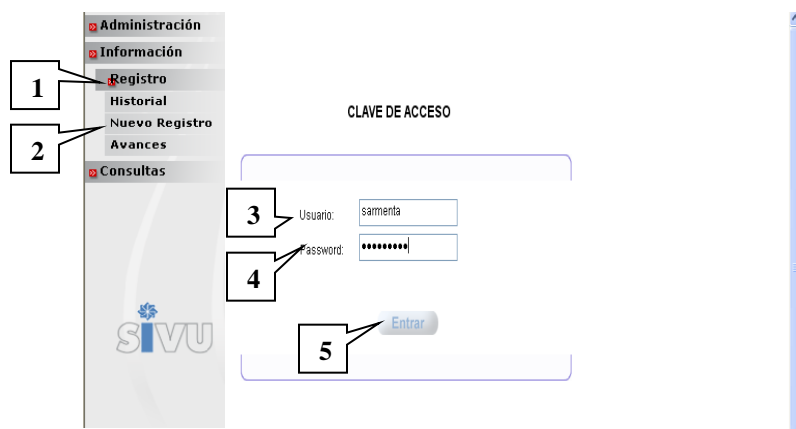 Administración
Información
Registro
Historial
Nuevo Registro
Avances
Consultas
1
2
CLAVE DE ACCESO
3
Usuario: sarmenta
Password: •••••••••
4
Entrar
5
SIVU